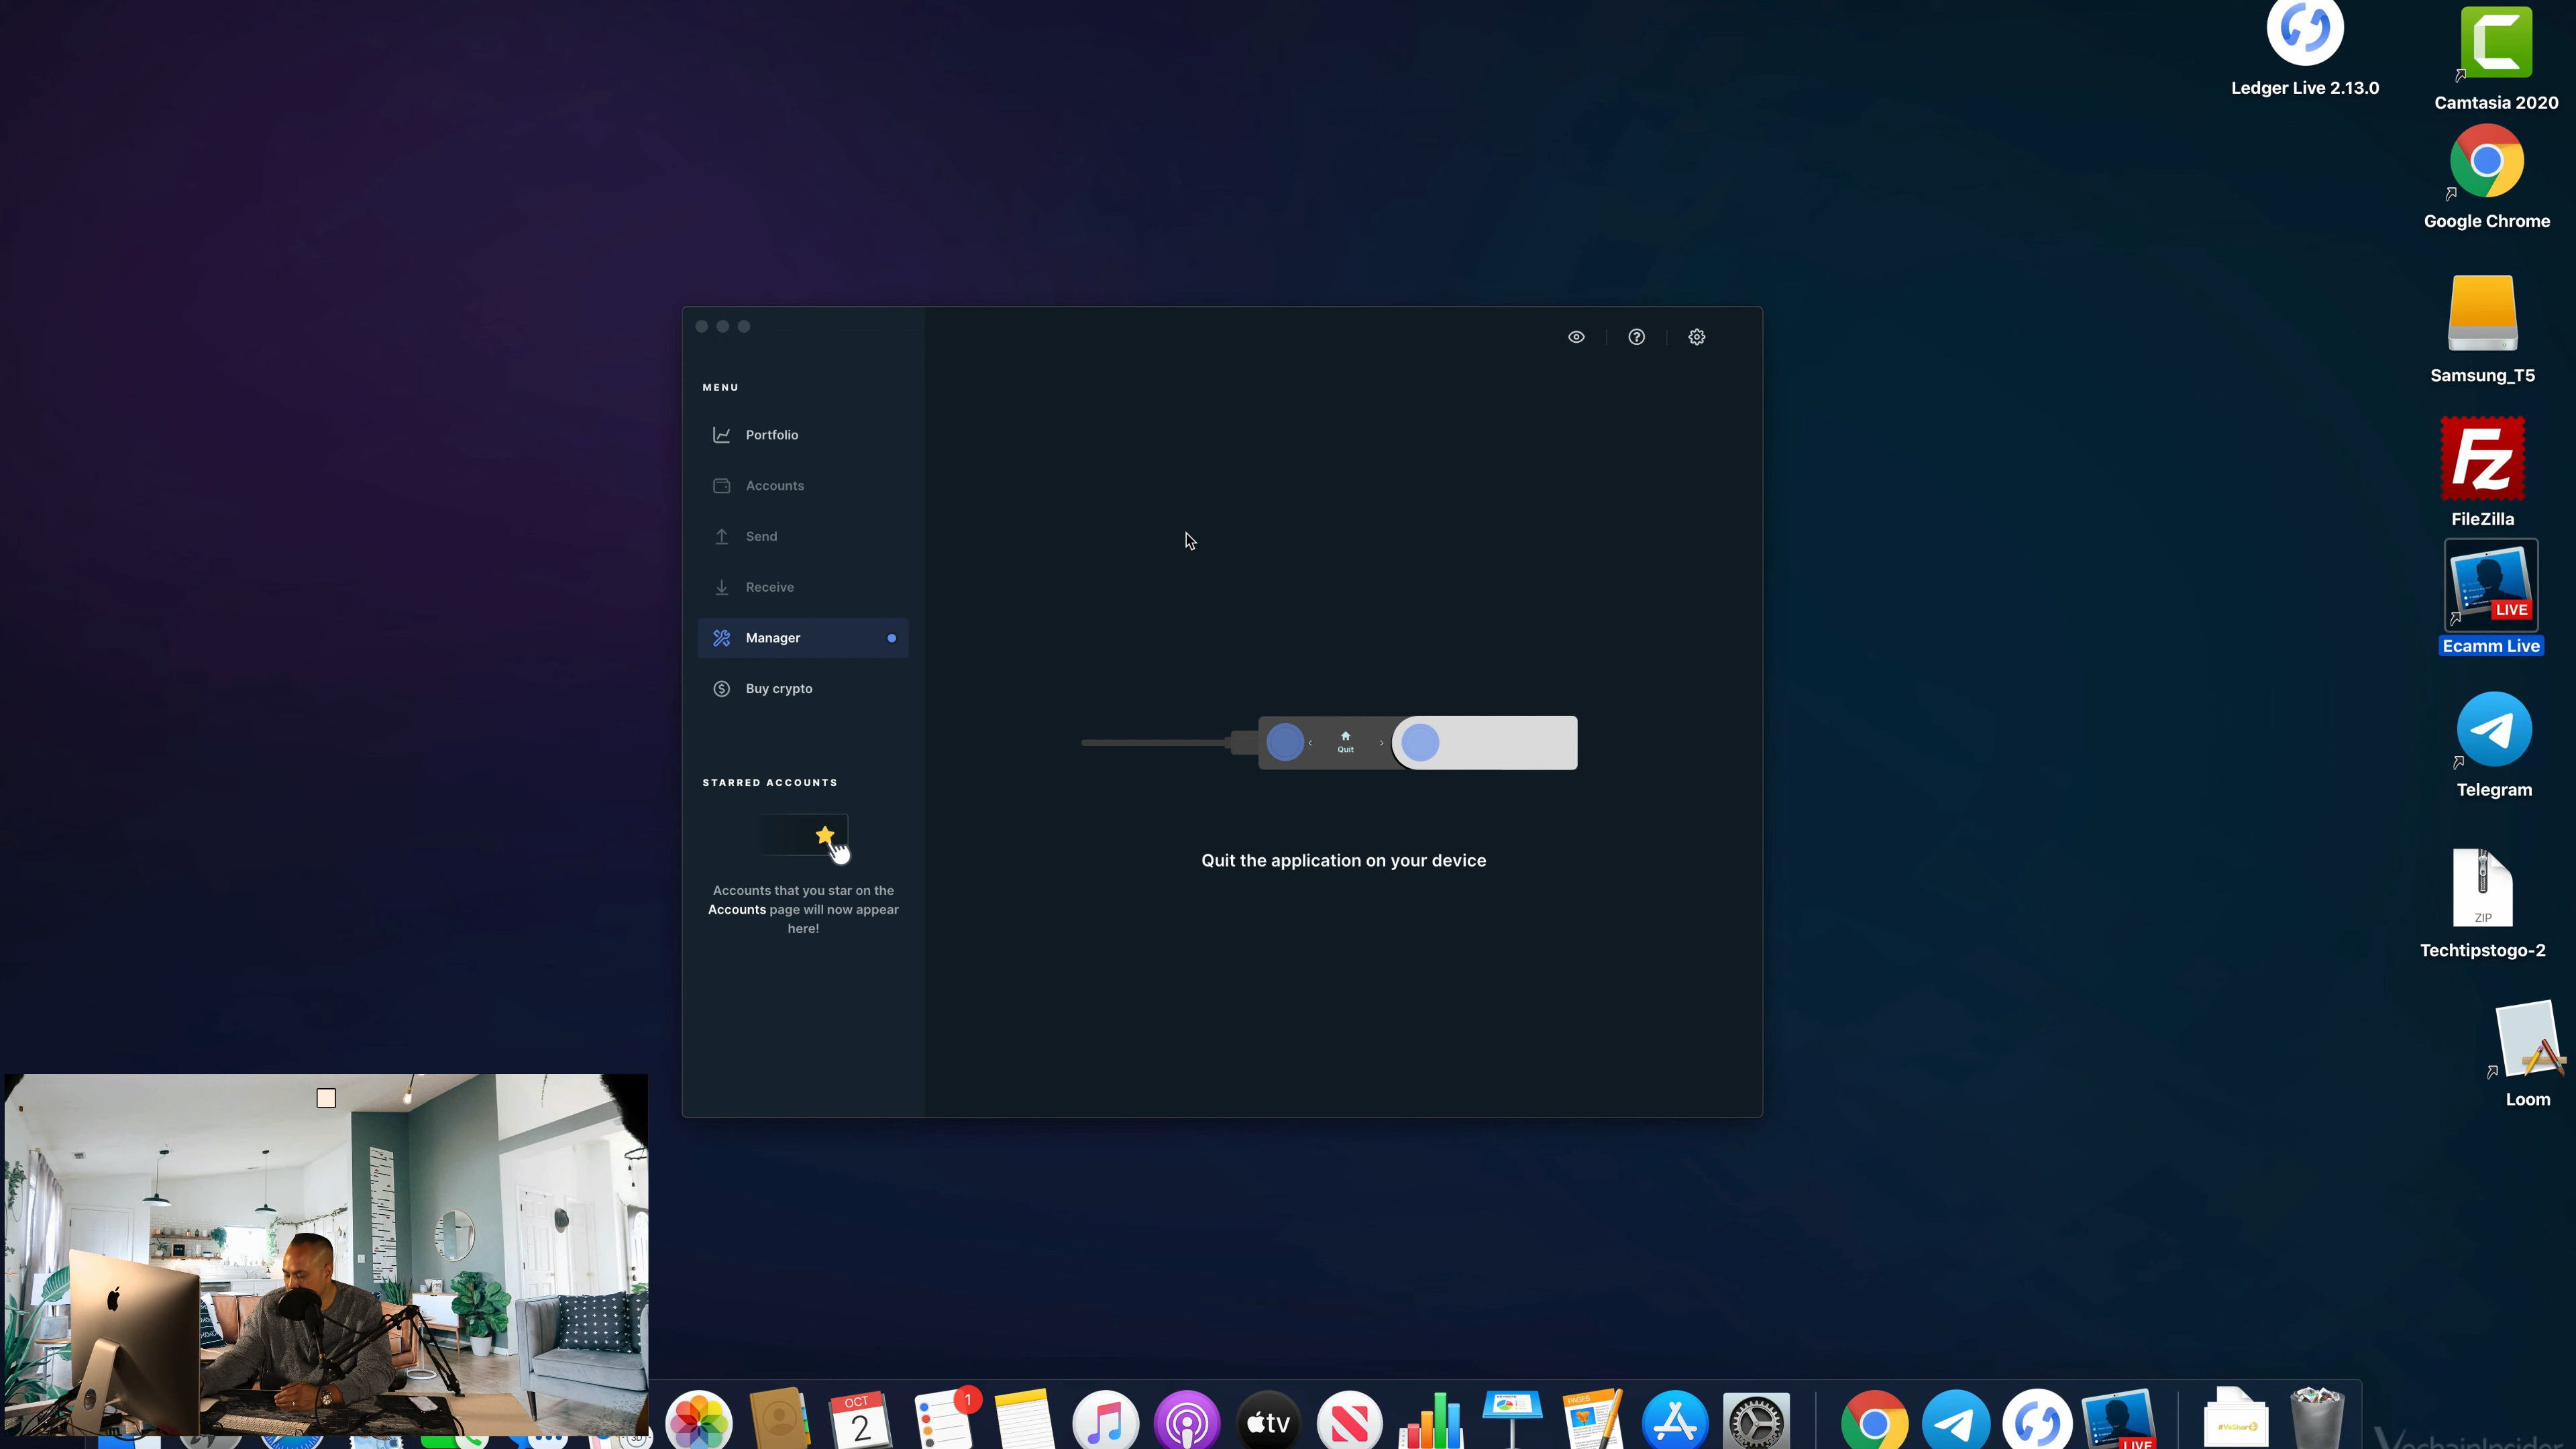 Ledger Live 2.13.0
Camtasia 2020
Google Chrome
Samsung_T5
FileZilla
LIVE
Ecamm Live
Telegram
ZIP
Techtipstogo-2
Loom
MENU
Portfolio
Accounts
Send
Receive
Manager
Buy crypto
STARRED ACCOUNTS
Accounts that you star on the
Accounts page will now appear
here!
Quit
Quit the application on your device
OCT
2
1
tv
PAGES
LIVE